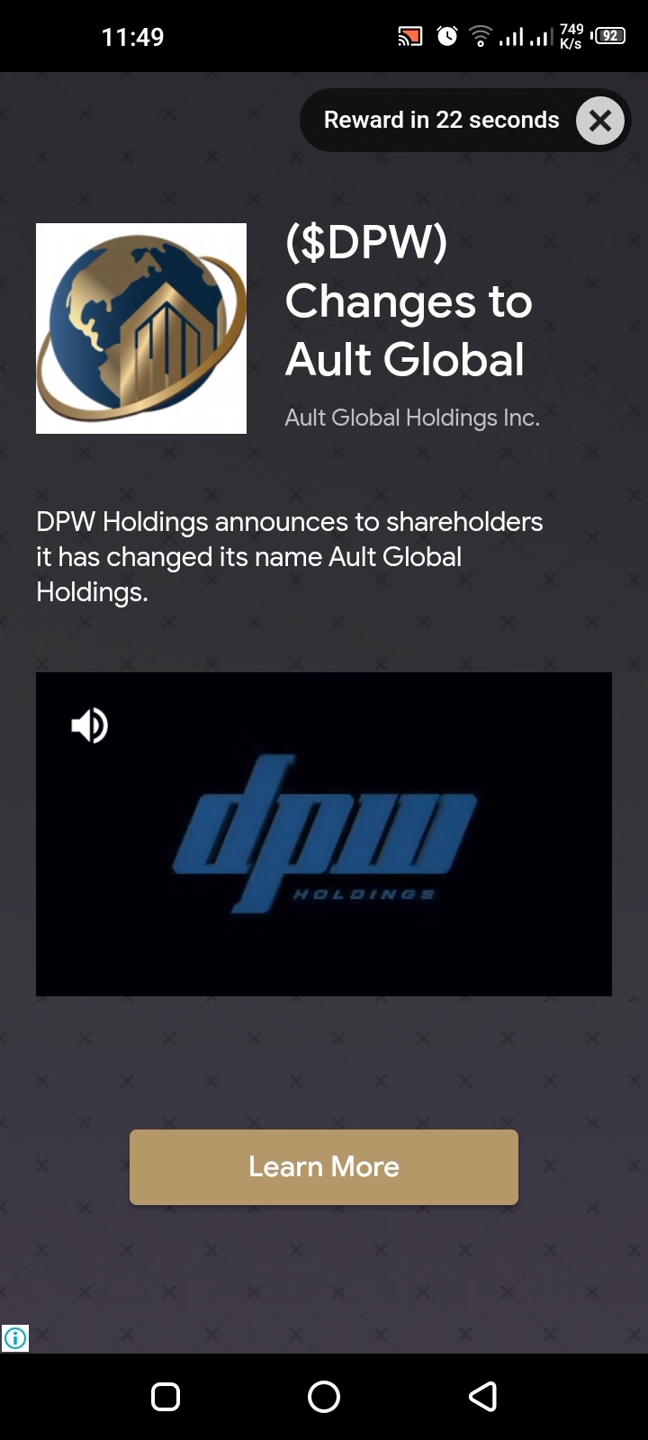 11:49
749
K/s
92
Reward in 22 seconds
($DPW)
Changes to
Ault Global
Ault Global Holdings Inc.
DPW Holdings announces to shareholders
it has changed its name Ault Global
Holdings.
dpw
HOLDINGS
Learn More